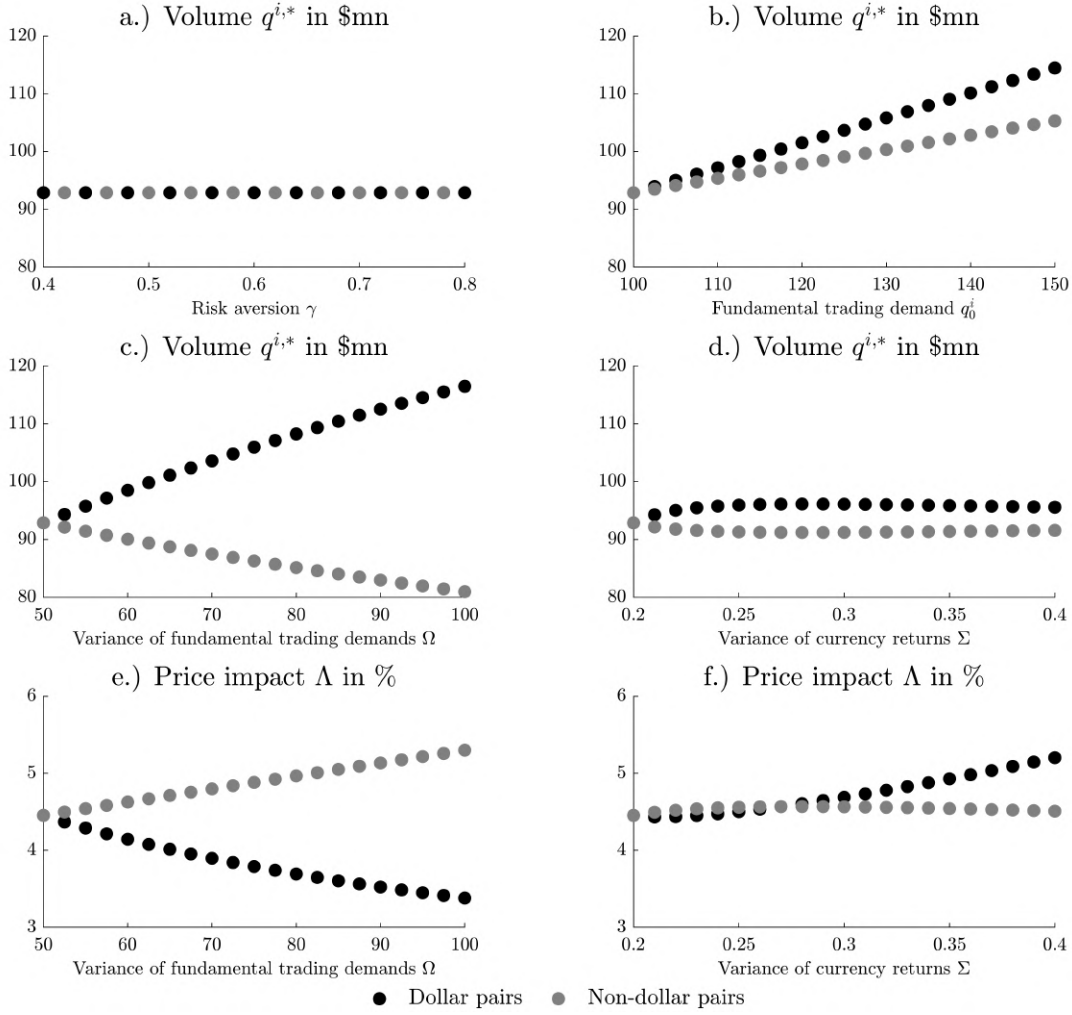 a.) Volume q^{i,*} in $mn
120
110
100
90
80
0.4 0.5 0.6 0.7 0.8
Risk aversion γ
b.) Volume q^{i,*} in $mn
120
110
100
90
80
100 110 120 130 140 150
Fundamental trading demand q_0^i
c.) Volume q^{i,*} in $mn
120
110
100
90
80
50 60 70 80 90 100
Variance of fundamental trading demands Ω
d.) Volume q^{i,*} in $mn
120
110
100
90
80
0.2 0.25 0.3 0.35 0.4
Variance of currency returns Σ
e.) Price impact Λ in %
6
5
4
3
50 60 70 80 90 100
Variance of fundamental trading demands Ω
f.) Price impact Λ in %
6
5
4
3
0.2 0.25 0.3 0.35 0.4
Variance of currency returns Σ
Dollar pairs Non-dollar pairs